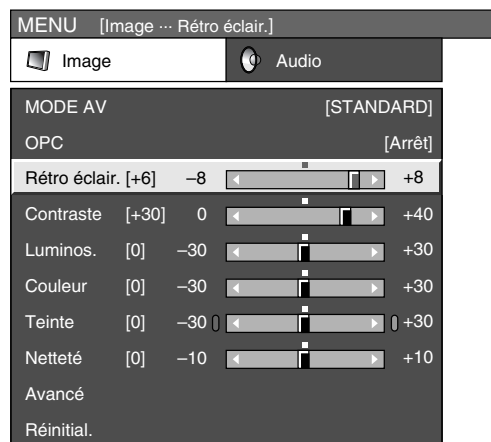 MENU [Image ... Rétro éclair.]
Image Audio
MODE AV [STANDARD]
OPC [Arrêt]
Rétro éclair. [+6] –8 +8
Contraste [+30] 0 +40
Luminos. [0] –30 +30
Couleur [0] –30 +30
Teinte [0] –30 +30
Netteté [0] –10 +10
Avancé
Réinitial.